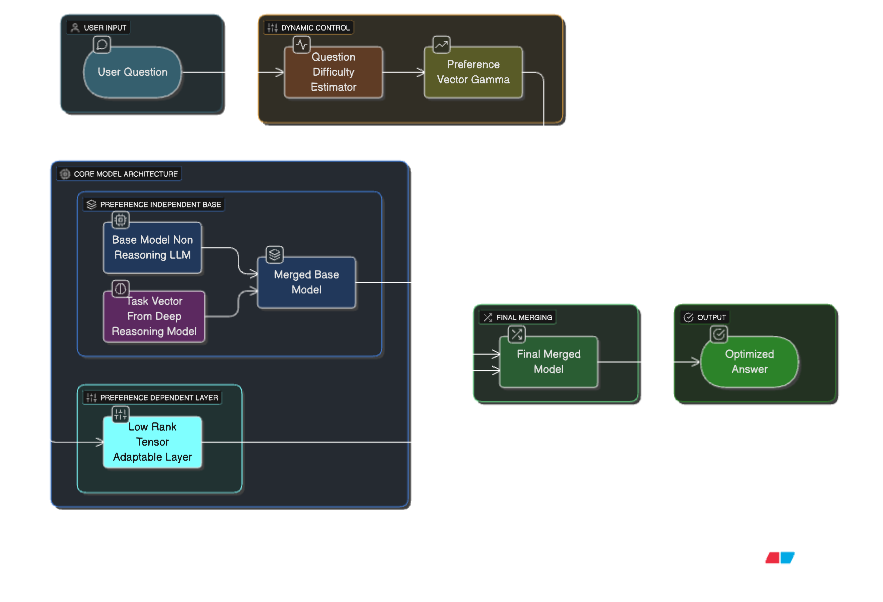 USER INPUT
User Question
DYNAMIC CONTROL
Question
Difficulty
Estimator
Preference
Vector Gamma
CORE MODEL ARCHITECTURE
PREFERENCE INDEPENDENT BASE
Base Model Non
Reasoning LLM
Task Vector
From Deep
Reasoning Model
Merged Base
Model
PREFERENCE DEPENDENT LAYER
Low Rank
Tensor
Adaptable Layer
FINAL MERGING
Final Merged
Model
OUTPUT
Optimized
Answer